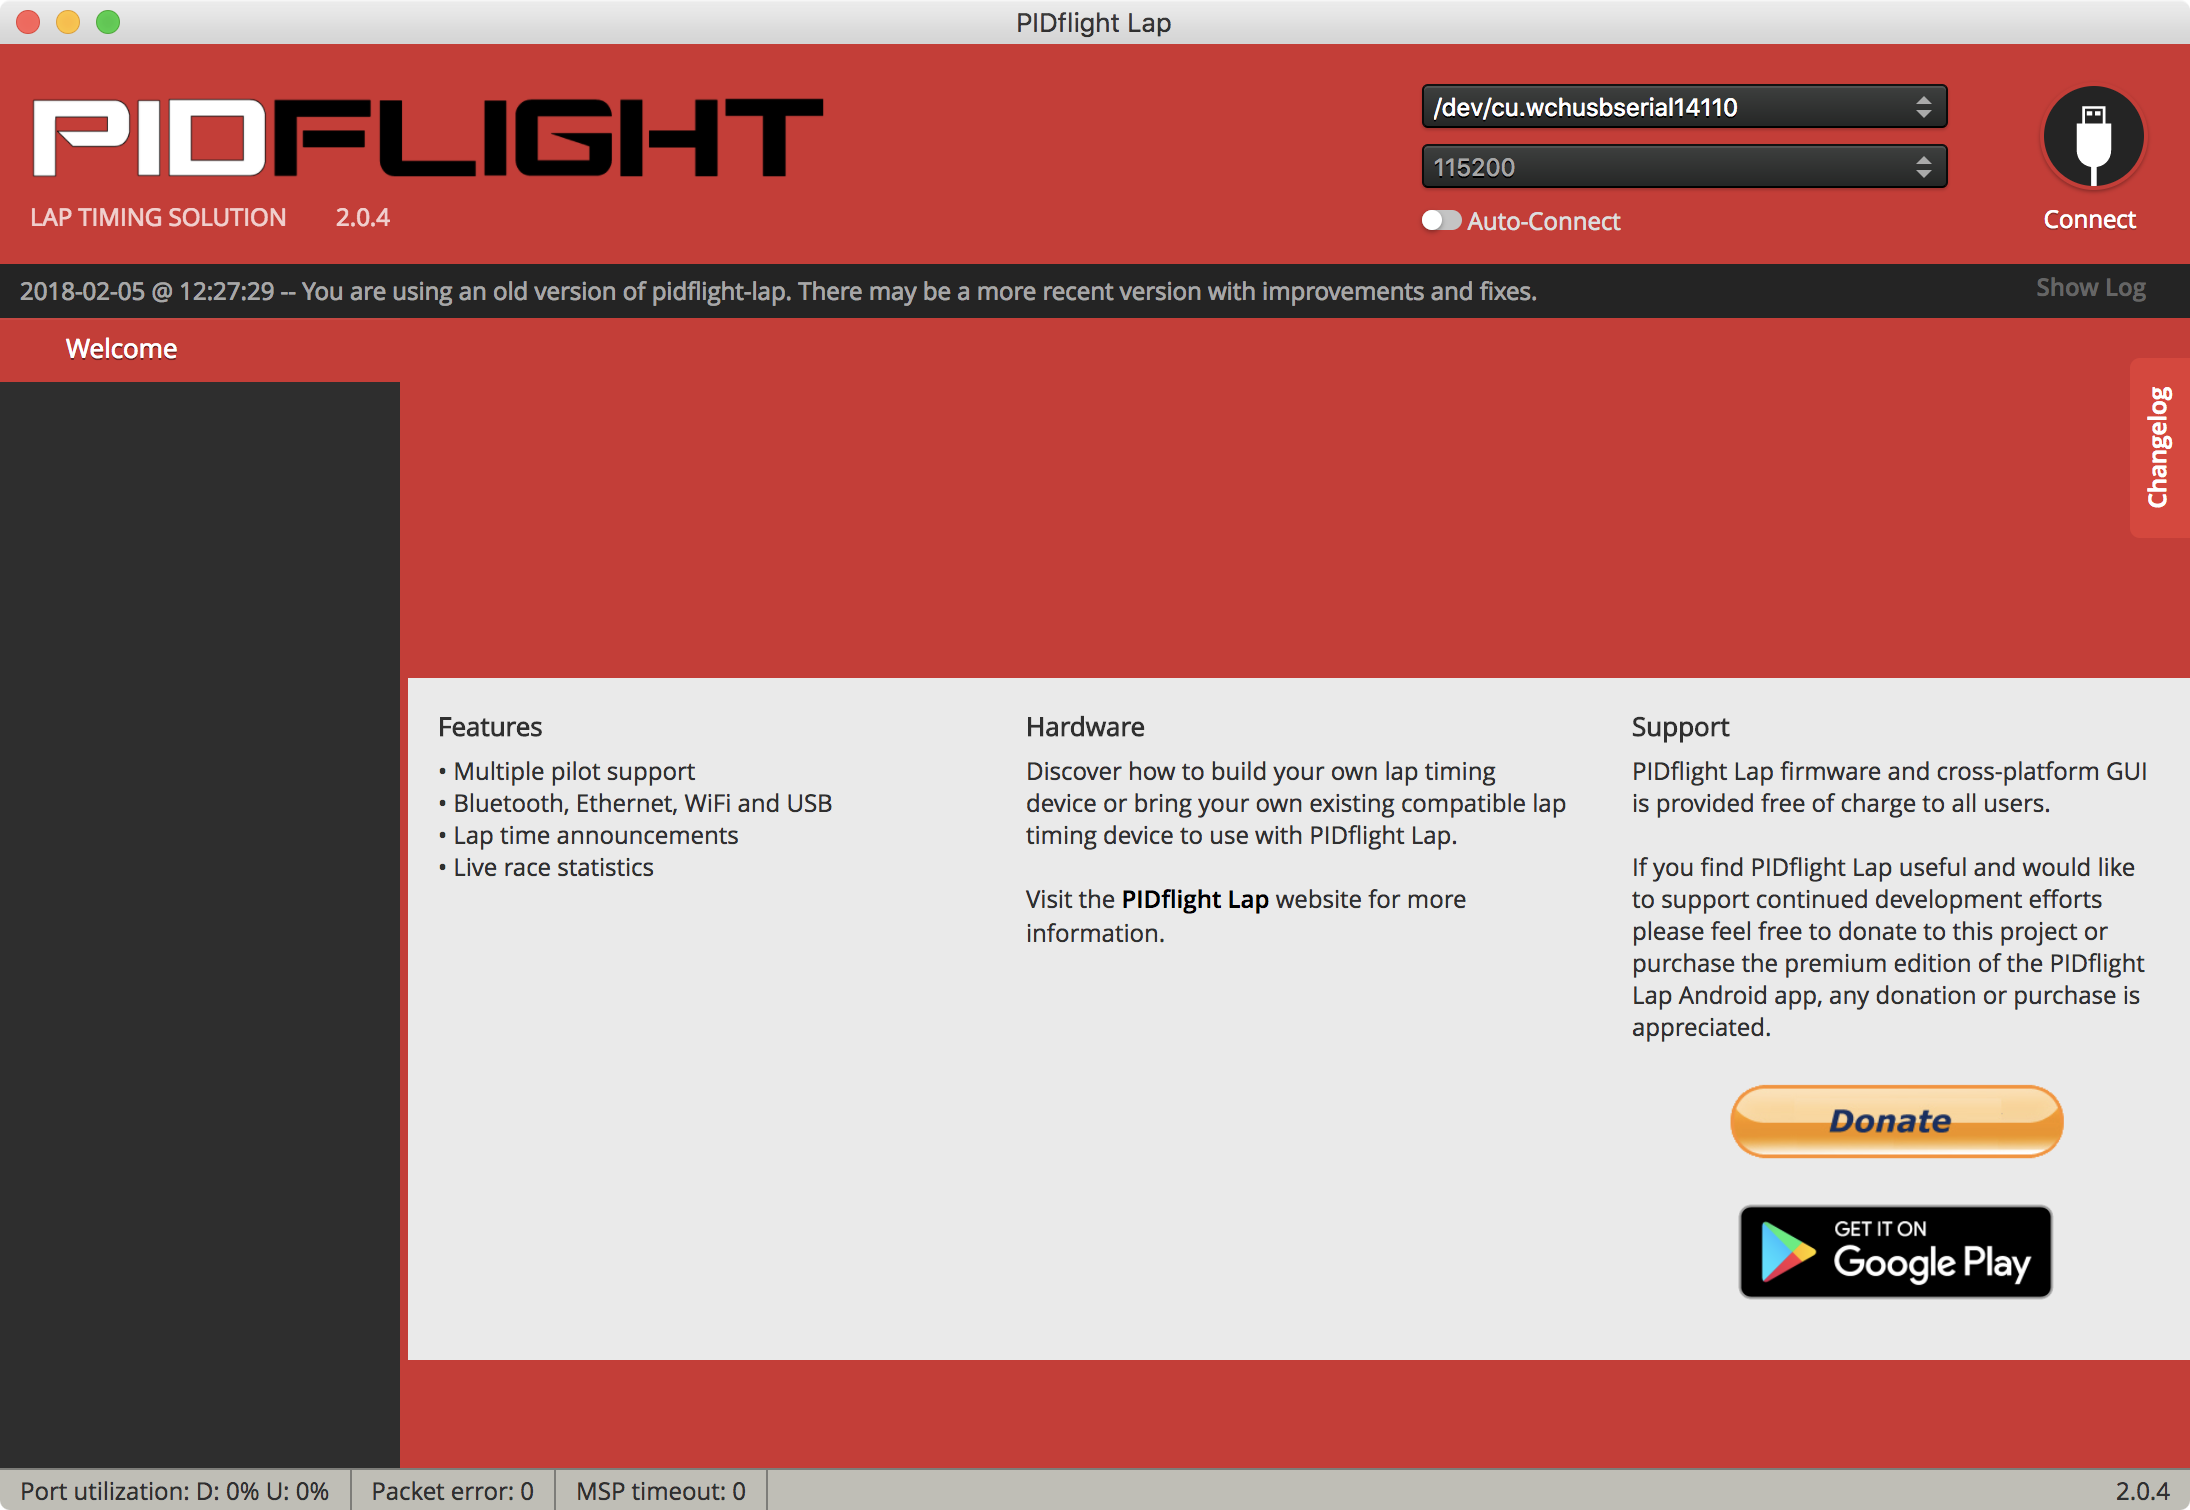 PIDflight Lap
PIDFLIGHT
LAP TIMING SOLUTION 2.0.4
/dev/cu.wchusbserial14110
115200
Auto-Connect
Connect
2018-02-05 @ 12:27:29 -- You are using an old version of pidflight-lap. There may be a more recent version with improvements and fixes.
Show Log
Welcome
Changelog
Features
• Multiple pilot support
• Bluetooth, Ethernet, WiFi and USB
• Lap time announcements
• Live race statistics
Hardware
Discover how to build your own lap timing
device or bring your own existing compatible lap
timing device to use with PIDflight Lap.
Visit the PIDflight Lap website for more
information.
Support
PIDflight Lap firmware and cross-platform GUI
is provided free of charge to all users.
If you find PIDflight Lap useful and would like
to support continued development efforts
please feel free to donate to this project or
purchase the premium edition of the PIDflight
Lap Android app, any donation or purchase is
appreciated.
Donate
GET IT ON
Google Play
Port utilization: D: 0% U: 0%
Packet error: 0
MSP timeout: 0
2.0.4